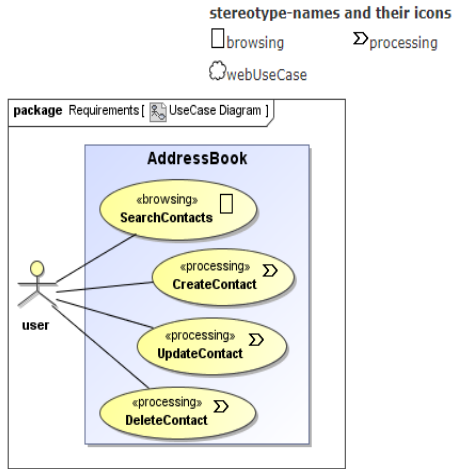 stereotype-names and their icons
browsing processing
webUseCase
package Requirements [ UseCase Diagram ]
AddressBook
«browsing»
SearchContacts
«processing»
CreateContact
user
«processing»
UpdateContact
«processing»
DeleteContact